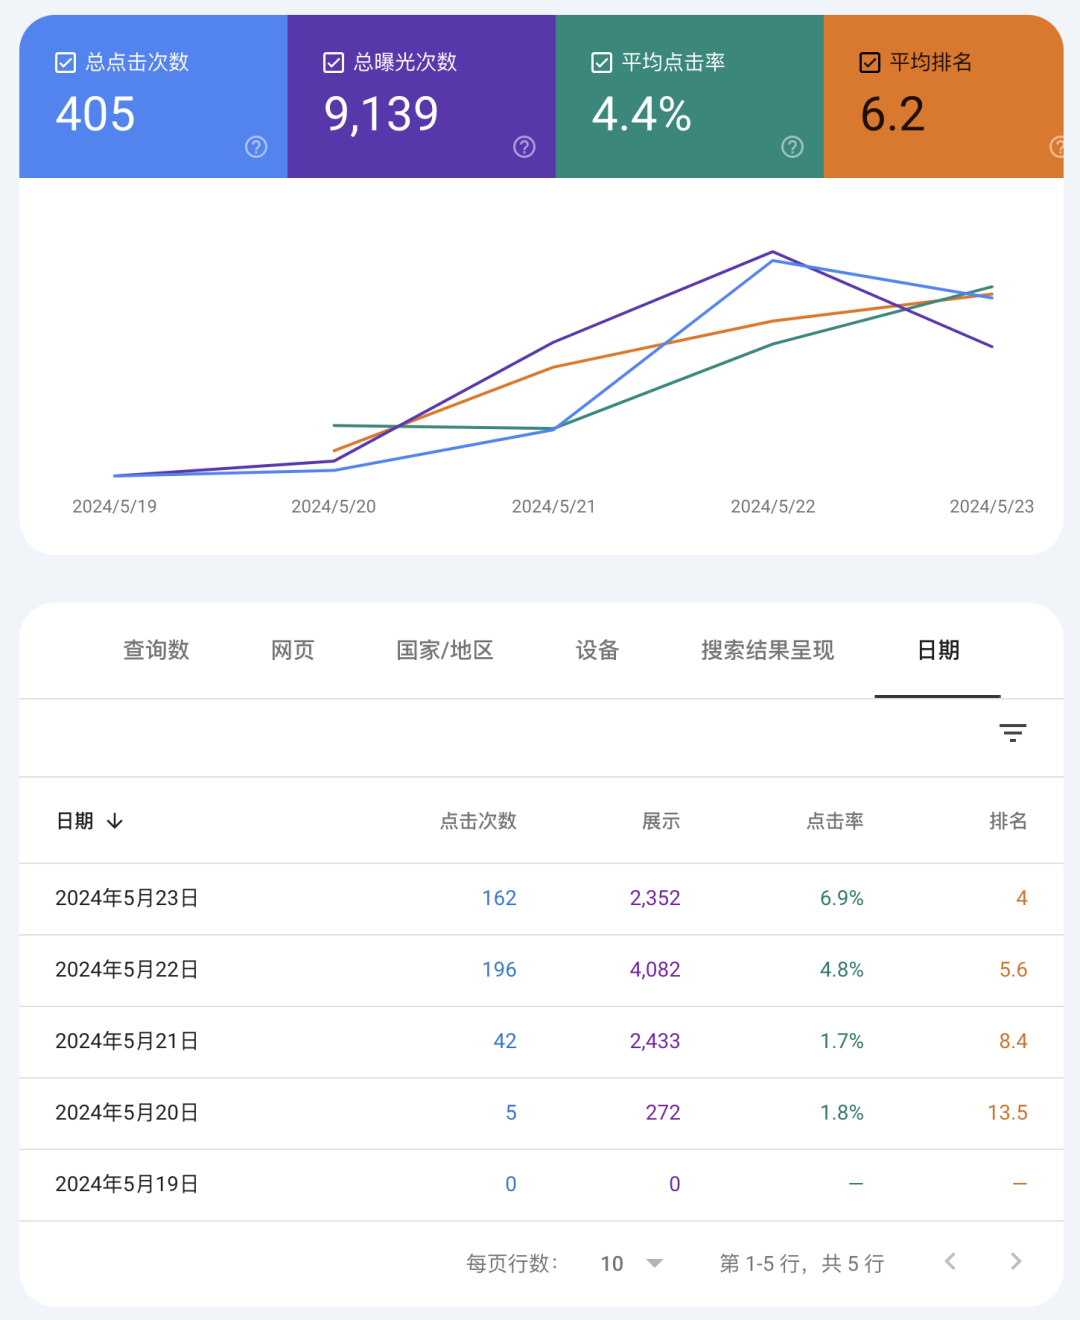 总点击次数 总曝光次数 平均点击率 平均排名
405 9,139 4.4% 6.2
2024/5/19 2024/5/20 2024/5/21 2024/5/22 2024/5/23
查询数 网页 国家/地区 设备 搜索结果呈现 日期
日期 点击次数 展示 点击率 排名
2024年5月23日 162 2,352 6.9% 4
2024年5月22日 196 4,082 4.8% 5.6
2024年5月21日 42 2,433 1.7% 8.4
2024年5月20日 5 272 1.8% 13.5
2024年5月19日 0 0 — —
每页行数： 10 第 1-5 行，共 5 行